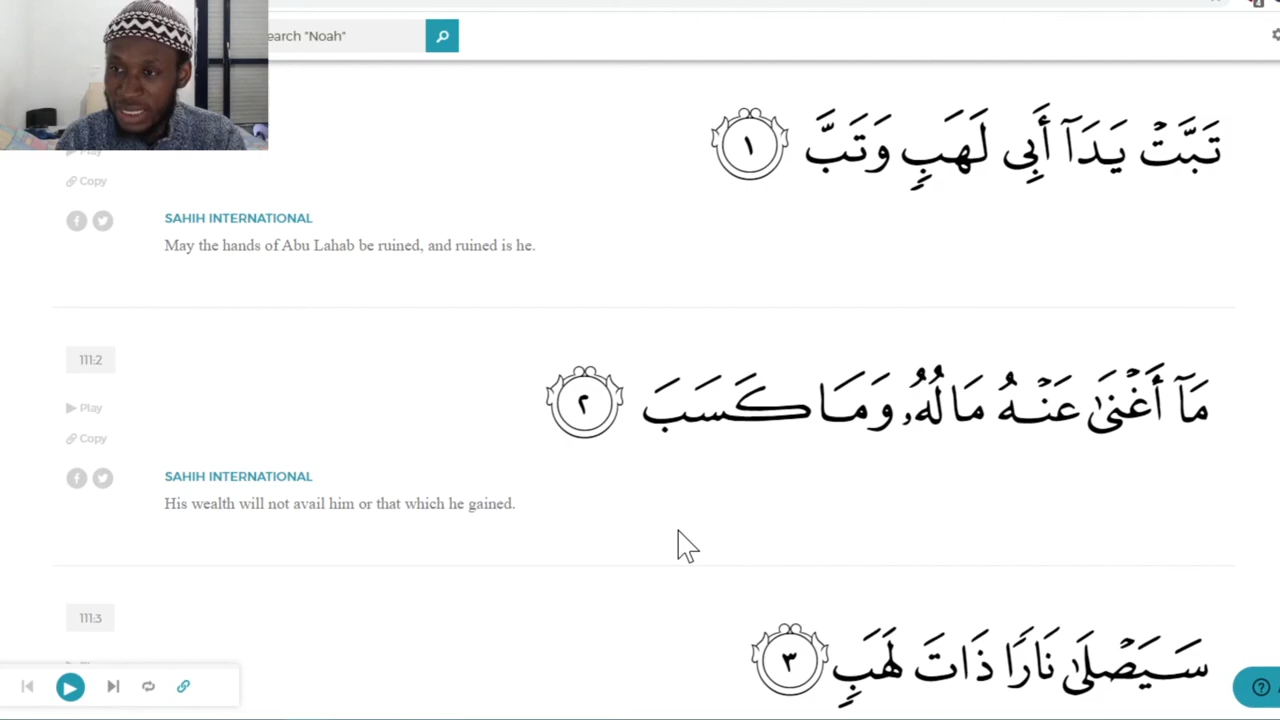 earch "Noah"
تَبَّتْ يَدَآ أَبِى لَهَبٍ وَتَبَّ ١
Play
Copy
SAHIH INTERNATIONAL
May the hands of Abu Lahab be ruined, and ruined is he.
111:2
مَآ أَغْنَىٰ عَنْهُ مَالُهُۥ وَمَا كَسَبَ ٢
Play
Copy
SAHIH INTERNATIONAL
His wealth will not avail him or that which he gained.
111:3
سَيَصْلَىٰ نَارًا ذَاتَ لَهَبٍ ٣